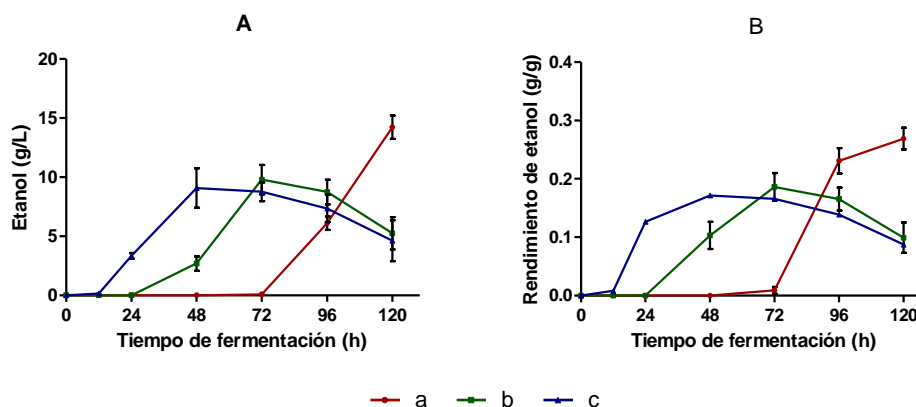 A
Etanol (g/L)
20
15
10
5
0
0 24 48 72 96 120
Tiempo de fermentación (h)
B
Rendimiento de etanol (g/g)
0.4
0.3
0.2
0.1
0.0
0 24 48 72 96 120
Tiempo de fermentación (h)
a b c